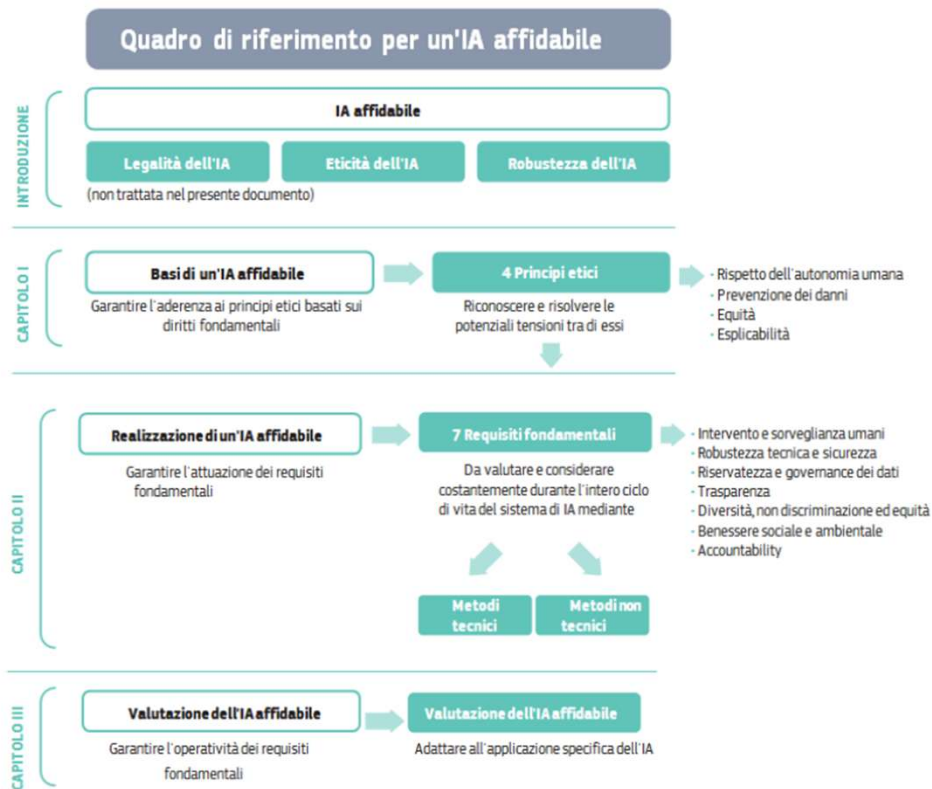 Quadro di riferimento per un'IA affidabile
INTRODUZIONE
IA affidabile
Legalità dell'IA
Eticità dell'IA
Robustezza dell'IA
(non trattata nel presente documento)
CAPITOLO I
Basi di un'IA affidabile
Garantire l'aderenza ai principi etici basati sui
diritti fondamentali
4 Principi etici
Riconoscere e risolvere le
potenziali tensioni tra di essi
· Rispetto dell'autonomia umana
· Prevenzione dei danni
· Equità
· Esplicabilità
CAPITOLO II
Realizzazione di un'IA affidabile
Garantire l'attuazione dei requisiti
fondamentali
7 Requisiti fondamentali
Da valutare e considerare
costantemente durante l'intero ciclo
di vita del sistema di IA mediante
· Intervento e sorveglianza umani
· Robustezza tecnica e sicurezza
· Riservatezza e governance dei dati
· Trasparenza
· Diversità, non discriminazione ed equità
· Benessere sociale e ambientale
· Accountability
Metodi
tecnici
Metodi non
tecnici
CAPITOLO III
Valutazione dell'IA affidabile
Garantire l'operatività dei requisiti
fondamentali
Valutazione dell'IA affidabile
Adattare all'applicazione specifica dell'IA